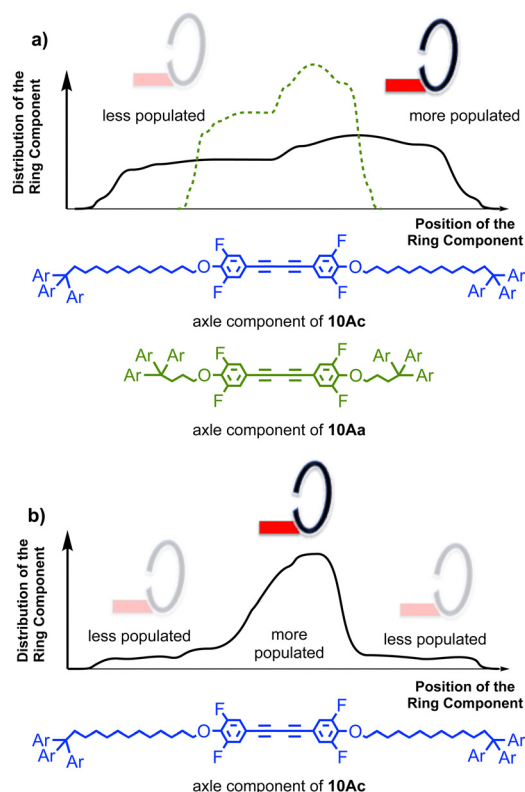 a)
Distribution of the
Ring Component
less populated
more populated
Position of the
Ring Component
F
F
Ar
Ar
Ar
O
O
F
F
Ar
Ar
Ar
axle component of 10Ac
Ar
Ar
Ar
O
F
F
F
F
O
Ar
Ar
Ar
axle component of 10Aa
b)
Distribution of the
Ring Component
less populated
more
populated
less populated
Position of the
Ring Component
F
F
Ar
Ar
Ar
O
O
F
F
Ar
Ar
Ar
axle component of 10Ac